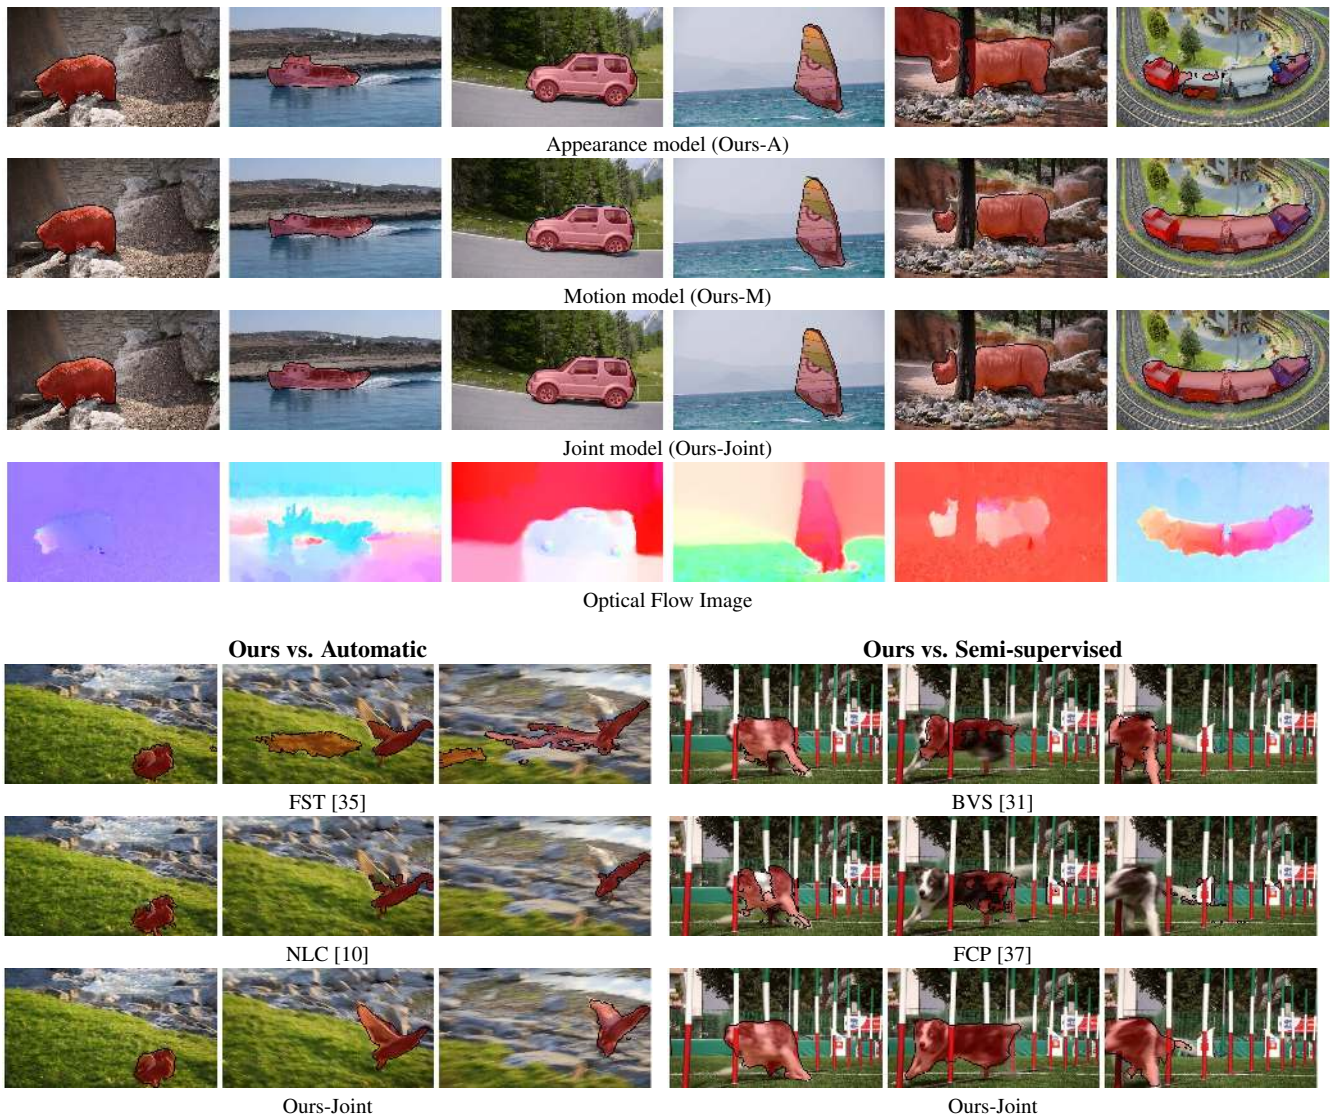 Appearance model (Ours-A)
Motion model (Ours-M)
Joint model (Ours-Joint)
Optical Flow Image
Ours vs. Automatic
Ours vs. Semi-supervised
FST [35]
BVS [31]
NLC [10]
FCP [37]
Ours-Joint
Ours-Joint